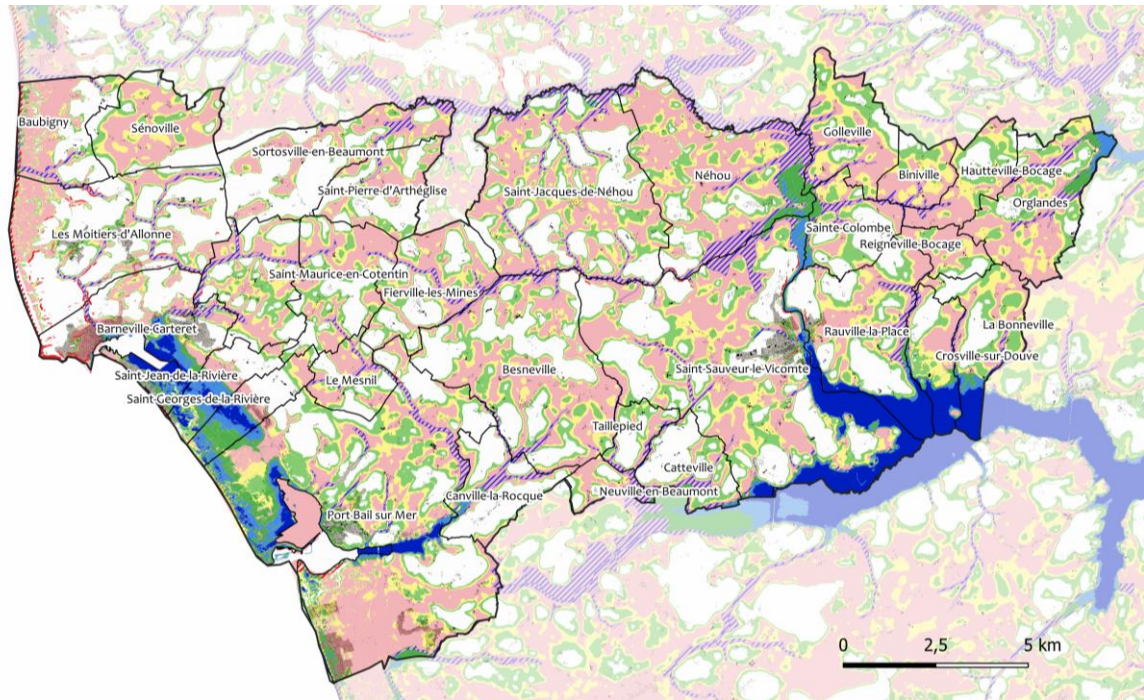 Baubigny
Sénoville
Golleville
Sortosville-en-Beaumont
Néhou
Biniville
Hautteville-Bocage
Saint-Pierre-d'Arthéglise
Saint-Jacques-de-Néhou
Orglandes
Les Moitiers-d'Allonne
Sainte-Colombe
Reigneville-Bocage
Saint-Maurice-en-Cotentin
Fierville-les-Mines
Barneville-Carteret
La Bonneville
Rauville-la-Place
Crosville-sur-Douve
Saint-Jean-de-la-Rivière
Le Mesnil
Besneville
Saint-Sauveur-le-Vicomte
Saint-Georges-de-la-Rivière
Taillepied
Catteville
Canville-la-Rocque
Neuville-en-Beaumont
Port Bail sur Mer
0 2,5 5 km